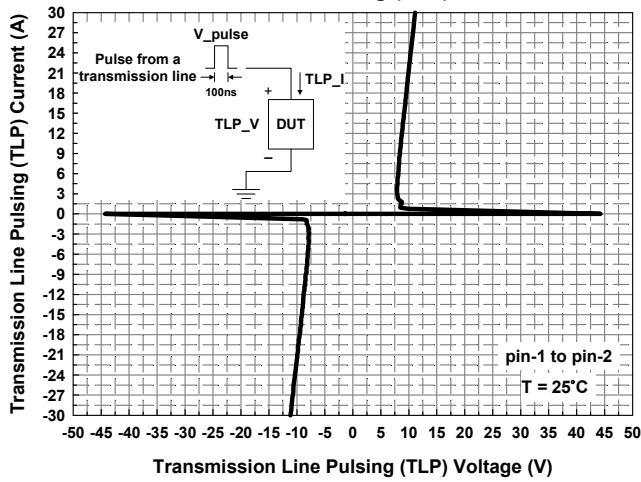 Transmission Line Pulsing (TLP) Current (A)
30
27
24
21
18
15
12
9
6
3
0
-3
-6
-9
-12
-15
-18
-21
-24
-27
-30
V_pulse
Pulse from a
transmission line
100ns
TLP_I
+
TLP_V
DUT
−
pin-1 to pin-2
T = 25°C
-50 -45 -40 -35 -30 -25 -20 -15 -10 -5 0 5 10 15 20 25 30 35 40 45 50
Transmission Line Pulsing (TLP) Voltage (V)